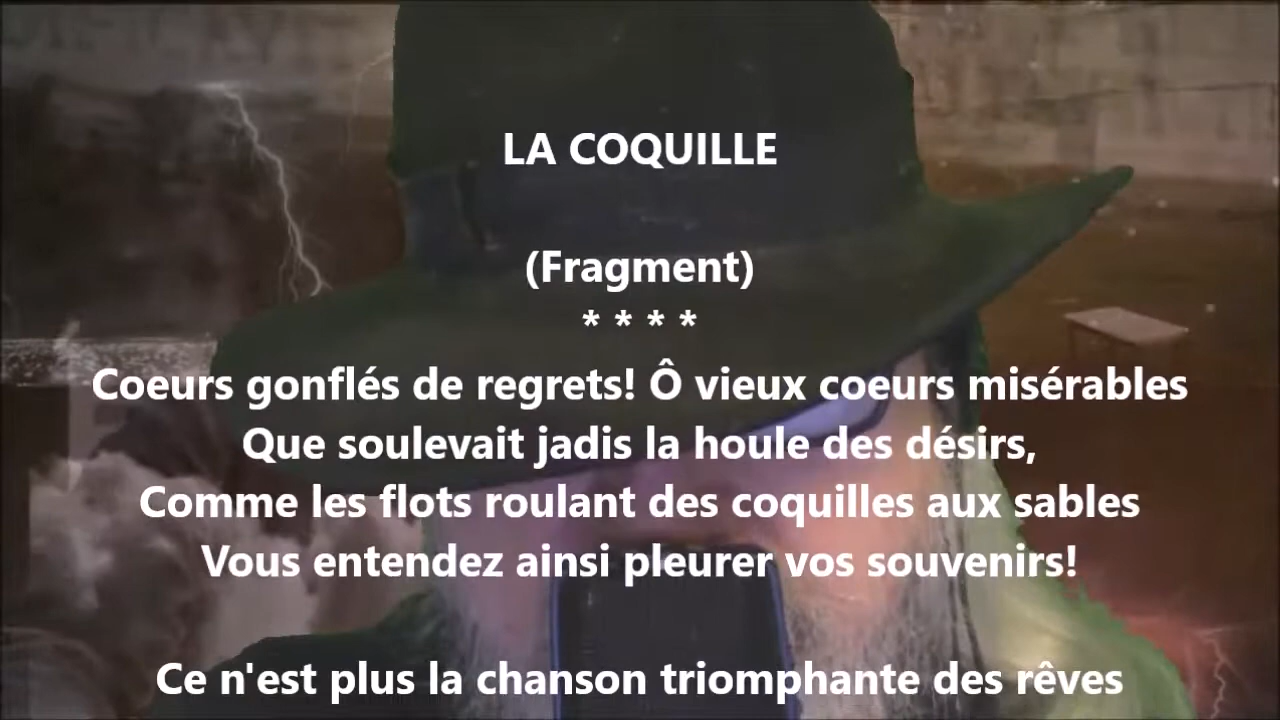 LA COQUILLE
(Fragment)
* * * *
Coeurs gonflés de regrets! Ô vieux coeurs misérables
Que soulevait jadis la houle des désirs,
Comme les flots roulant des coquilles aux sables
Vous entendez ainsi pleurer vos souvenirs!
Ce n'est plus la chanson triomphante des rêves